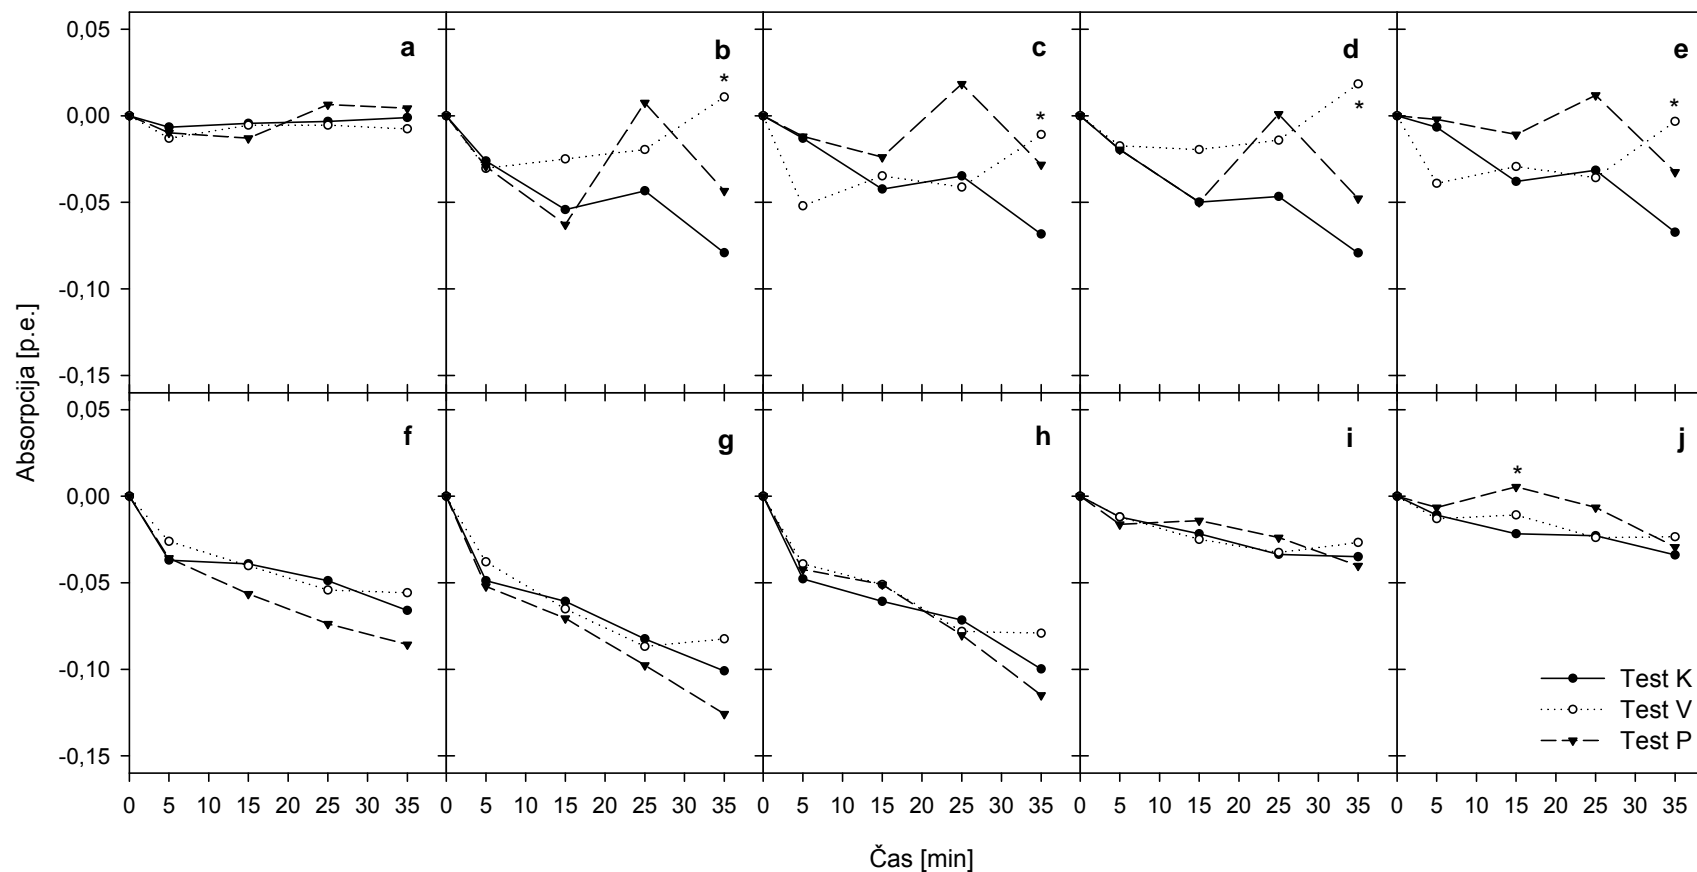 0,05
0,00
-0,05
-0,10
-0,15
a
b
*
c
*
d
*
e
*
0,05
0,00
-0,05
-0,10
-0,15
f
g
h
i
j
*
Test K
Test V
Test P
0 5 10 15 20 25 30 35
0 5 10 15 20 25 30 35
0 5 10 15 20 25 30 35
0 5 10 15 20 25 30 35
0 5 10 15 20 25 30 35
Absorpcija [p.e.]
Čas [min]